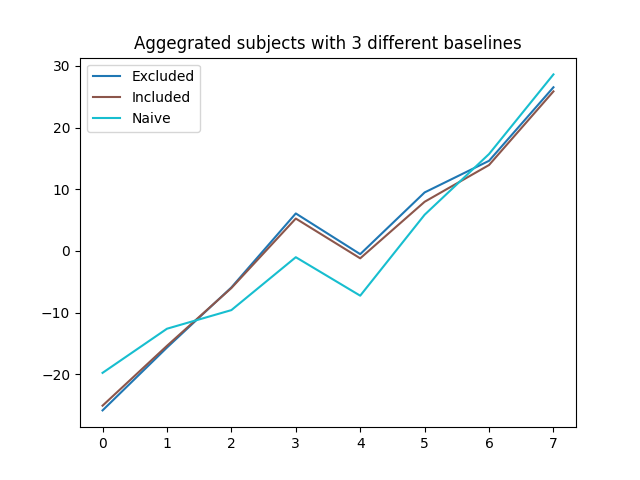 Aggegrated subjects with 3 different baselines
Excluded
Included
Naive
30
20
10
0
−10
−20
0 1 2 3 4 5 6 7